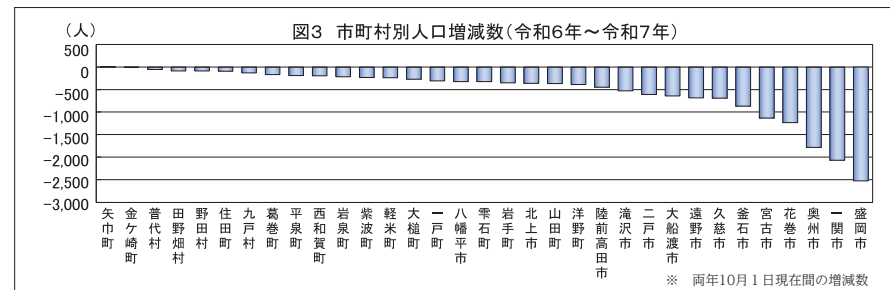 図3 市町村別人口増減数(令和6年～令和7年)
(人)
500
0
-500
-1,000
-1,500
-2,000
-2,500
-3,000
矢巾町
金ケ崎町
普代村
田野畑村
野田村
住田町
九戸村
葛巻町
平泉町
西和賀町
岩泉町
紫波町
軽米町
大槌町
一戸町
八幡平市
雫石町
岩手町
北上市
山田町
洋野町
陸前高田市
滝沢市
二戸市
大船渡市
遠野市
久慈市
釜石市
宮古市
花巻市
奥州市
一関市
盛岡市
※ 両年10月1日現在間の増減数